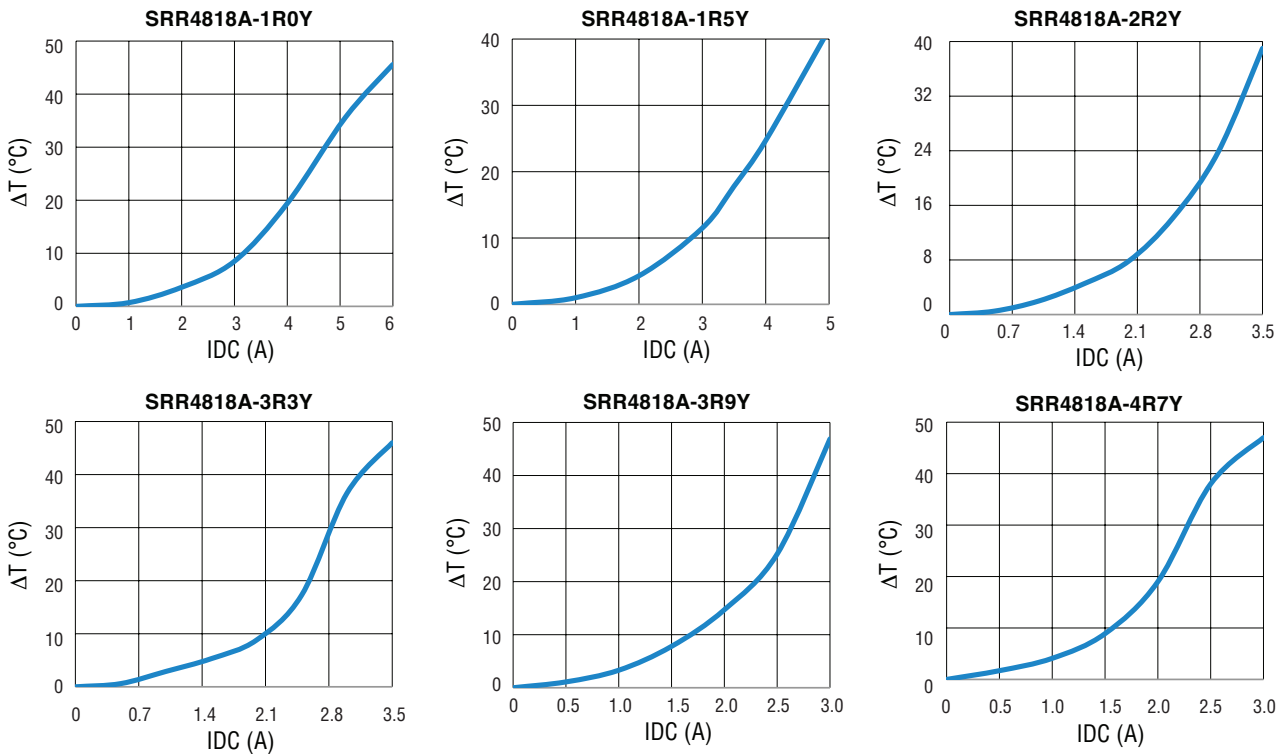 SRR4818A-1R0Y
50
40
30
20
10
0
ΔT (°C)
0 1 2 3 4 5 6
IDC (A)
SRR4818A-1R5Y
40
30
20
10
0
ΔT (°C)
0 1 2 3 4 5
IDC (A)
SRR4818A-2R2Y
40
32
24
16
8
0
ΔT (°C)
0 0.7 1.4 2.1 2.8 3.5
IDC (A)
SRR4818A-3R3Y
50
40
30
20
10
0
ΔT (°C)
0 0.7 1.4 2.1 2.8 3.5
IDC (A)
SRR4818A-3R9Y
50
40
30
20
10
0
ΔT (°C)
0 0.5 1.0 1.5 2.0 2.5 3.0
IDC (A)
SRR4818A-4R7Y
50
40
30
20
10
0
ΔT (°C)
0 0.5 1.0 1.5 2.0 2.5 3.0
IDC (A)